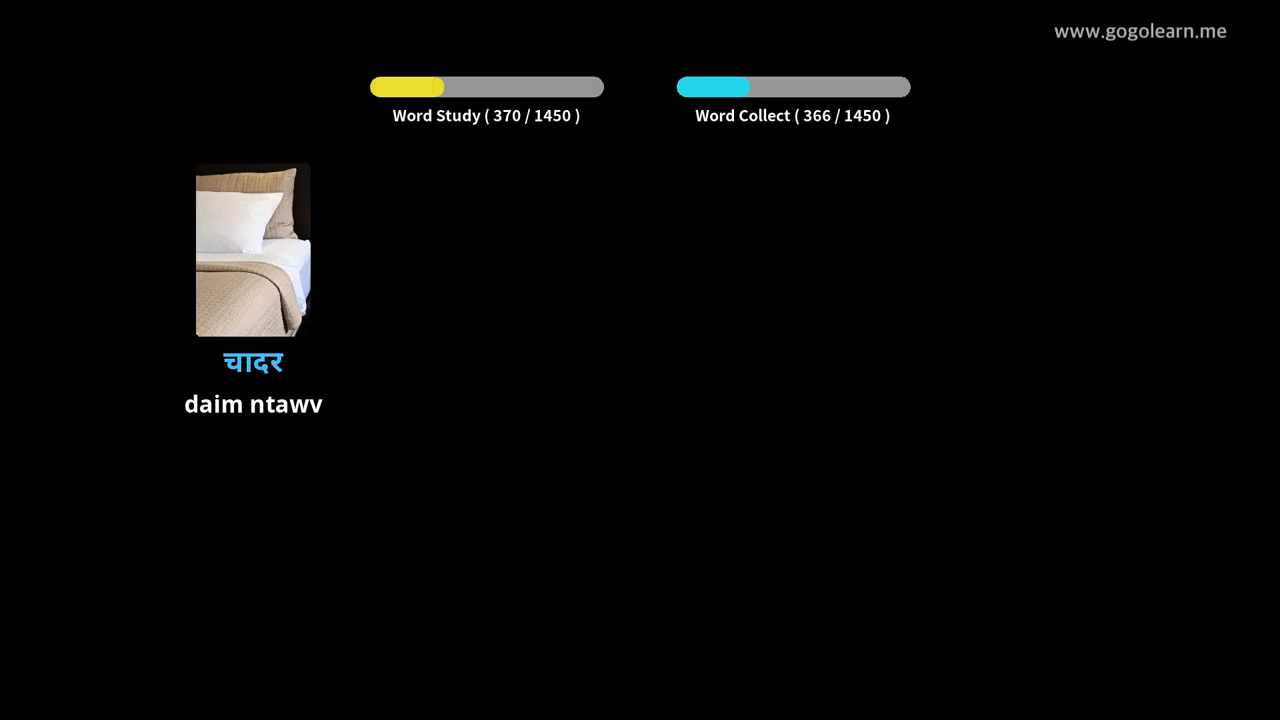 www.gogolearn.me
Word Study ( 370 / 1450 )
Word Collect ( 366 / 1450 )
चादर
daim ntawv